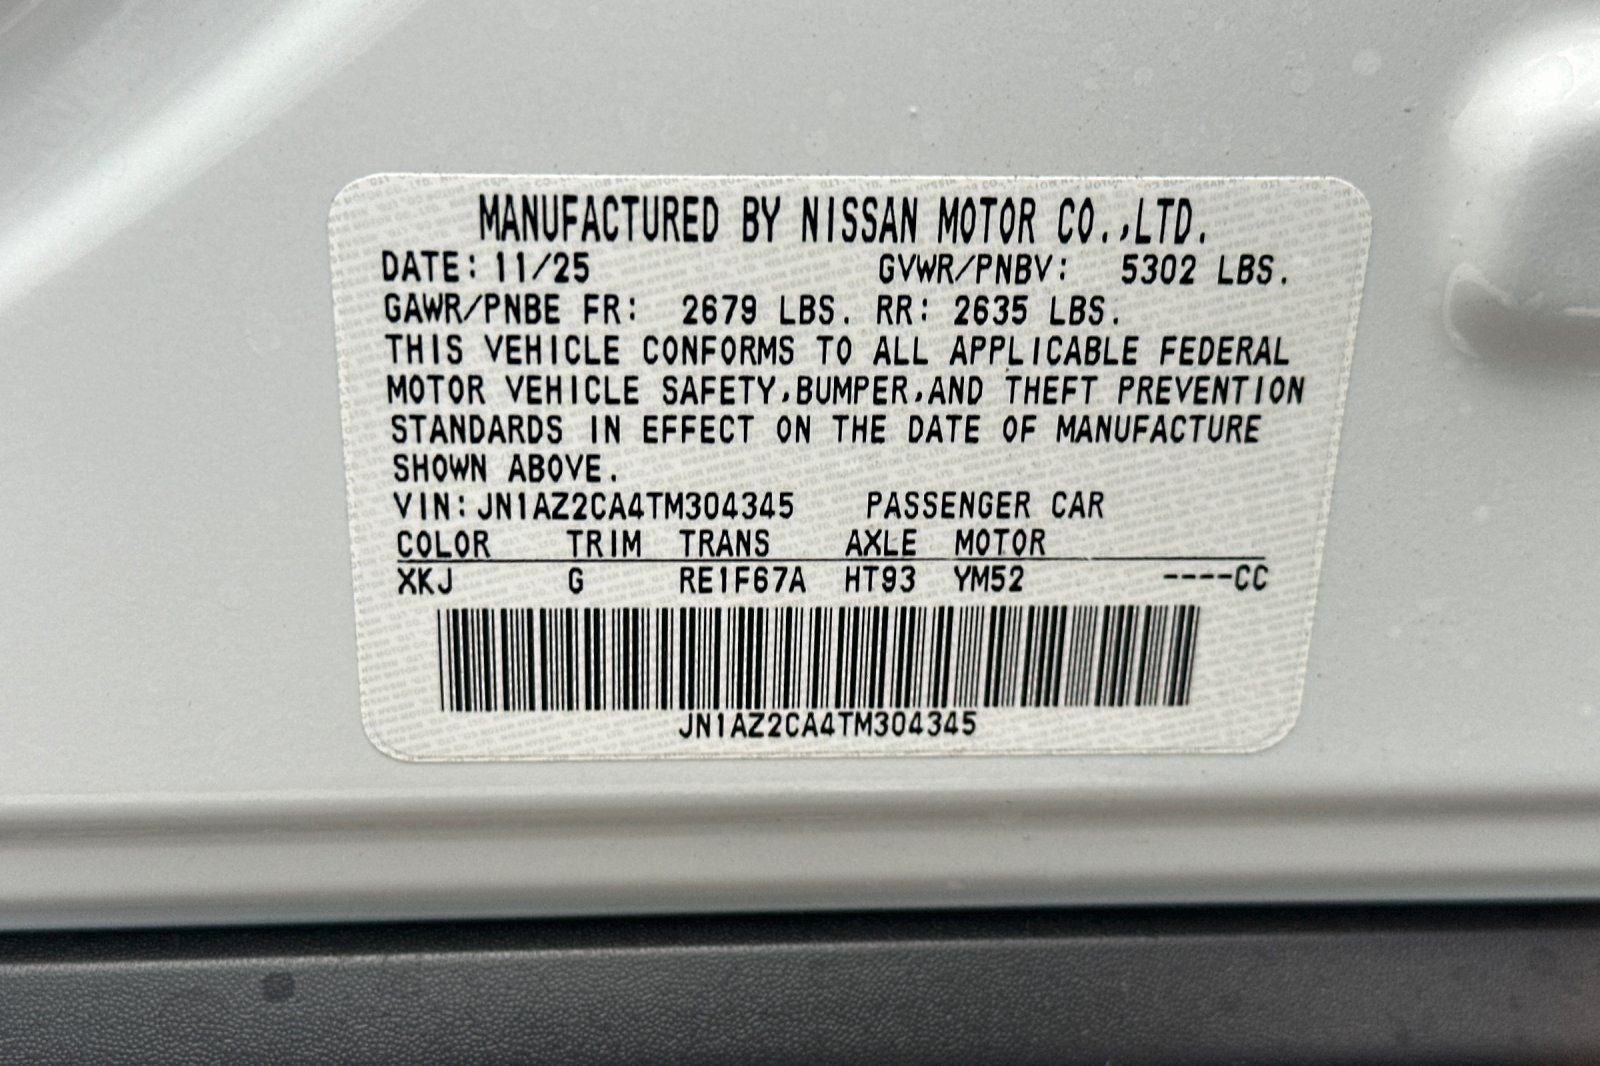 MANUFACTURED BY NISSAN MOTOR CO.,LTD.
DATE: 11/25 GVWR/PNBV: 5302 LBS.
GAWR/PNBE FR: 2679 LBS. RR: 2635 LBS.
THIS VEHICLE CONFORMS TO ALL APPLICABLE FEDERAL
MOTOR VEHICLE SAFETY,BUMPER,AND THEFT PREVENTION
STANDARDS IN EFFECT ON THE DATE OF MANUFACTURE
SHOWN ABOVE.
VIN:JN1AZ2CA4TM304345 PASSENGER CAR
COLOR TRIM TRANS AXLE MOTOR
XKJ G RE1F67A HT93 YM52 ----CC
JN1AZ2CA4TM304345